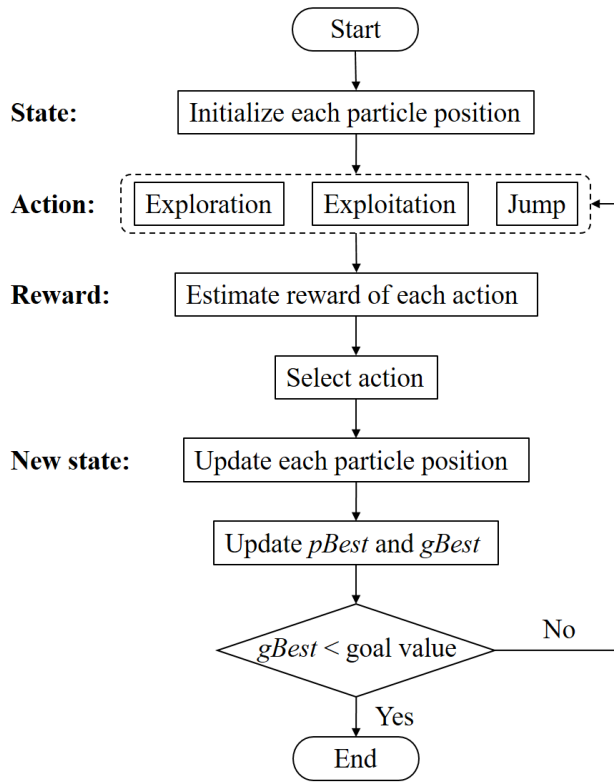 Start
State: Initialize each particle position
Action: Exploration Exploitation Jump
Reward: Estimate reward of each action
Select action
New state: Update each particle position
Update pBest and gBest
gBest < goal value No
Yes
End